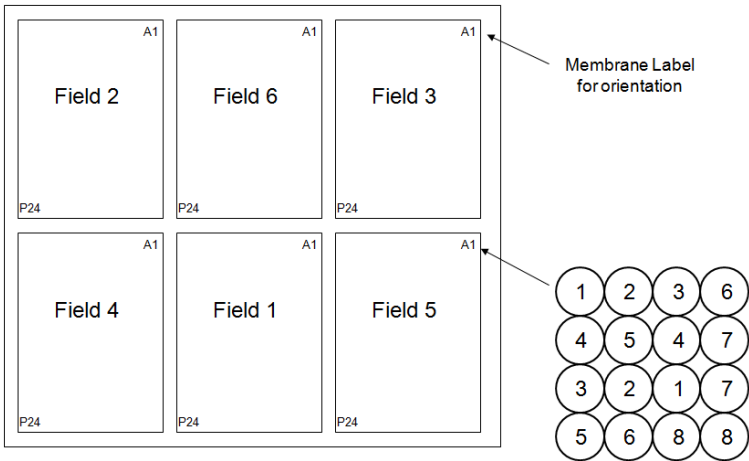 A1 A1 A1
Field 2 Field 6 Field 3
Membrane Label
for orientation
P24 P24 P24
A1 A1 A1
Field 4 Field 1 Field 5
P24 P24 P24
1 2 3 6
4 5 4 7
3 2 1 7
5 6 8 8